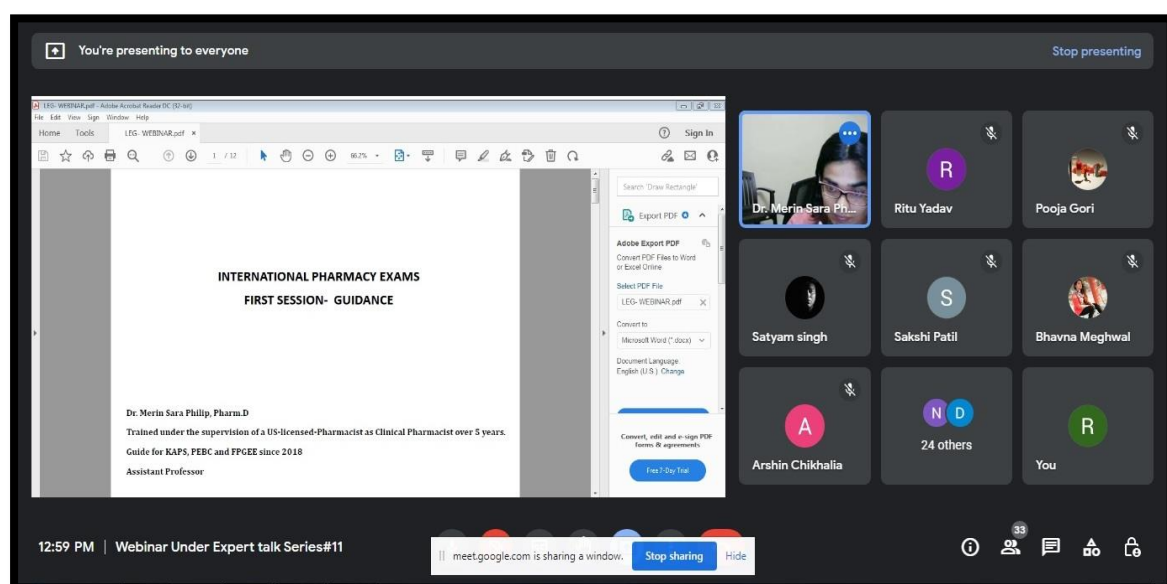 You're presenting to everyone
Stop presenting
LEG- WEBINAR.pdf - Adobe Acrobat Reader DC (32-bit)
File Edit View Sign Window Help
Home Tools LEG- WEBINAR.pdf ×
Sign In
1 / 12
66.2%
Search 'Draw Rectangle'
Export PDF
Adobe Export PDF
Convert PDF Files to Word
or Excel Online
Select PDF File
LEG- WEBINAR.pdf X
Convert to
Microsoft Word (*.docx)
Document Language:
English (U.S.) Change
Convert, edit and e-sign PDF
forms & agreements
Free 7-Day Trial
INTERNATIONAL PHARMACY EXAMS
FIRST SESSION- GUIDANCE
Dr. Merin Sara Philip, Pharm.D
Trained under the supervision of a US-licensed-Pharmacist as Clinical Pharmacist over 5 years.
Guide for KAPS, PEBC and FPGEE since 2018
Assistant Professor
Dr. Merin Sara Ph...
R
Ritu Yadav
Pooja Gori
Satyam singh
S
Sakshi Patil
Bhavna Meghwal
A
Arshin Chikhalia
N D
24 others
R
You
12:59 PM | Webinar Under Expert talk Series#11
meet.google.com is sharing a window. Stop sharing Hide
33